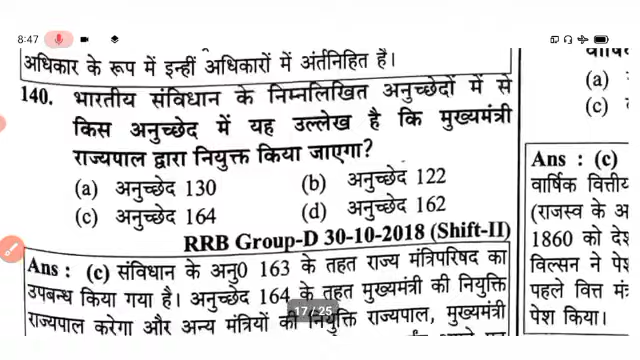 8:47
अधिकार के रूप में इन्हीं अधिकारों में अंर्तनिहित है।
140. भारतीय संविधान के निम्नलिखित अनुच्छेदों में से
किस अनुच्छेद में यह उल्लेख है कि मुख्यमंत्री
राज्यपाल द्वारा नियुक्त किया जाएगा?
(a) अनुच्छेद 130
(b) अनुच्छेद 122
(c) अनुच्छेद 164
(d) अनुच्छेद 162
RRB Group-D 30-10-2018 (Shift-II)
Ans : (c) संविधान के अनु0 163 के तहत राज्य मंत्रिपरिषद का
उपबन्ध किया गया है। अनुच्छेद 164 के तहत मुख्यमंत्री की नियुक्ति
राज्यपाल करेगा और अन्य मंत्रियों की नियुक्ति राज्यपाल, मुख्यमंत्री
17/25
(a)
(c)
Ans : (c)
वार्षिक वित्तीय
(राजस्व के अ
1860 को देश
विल्सन ने पेश
पहले वित्त मं
पेश किया।